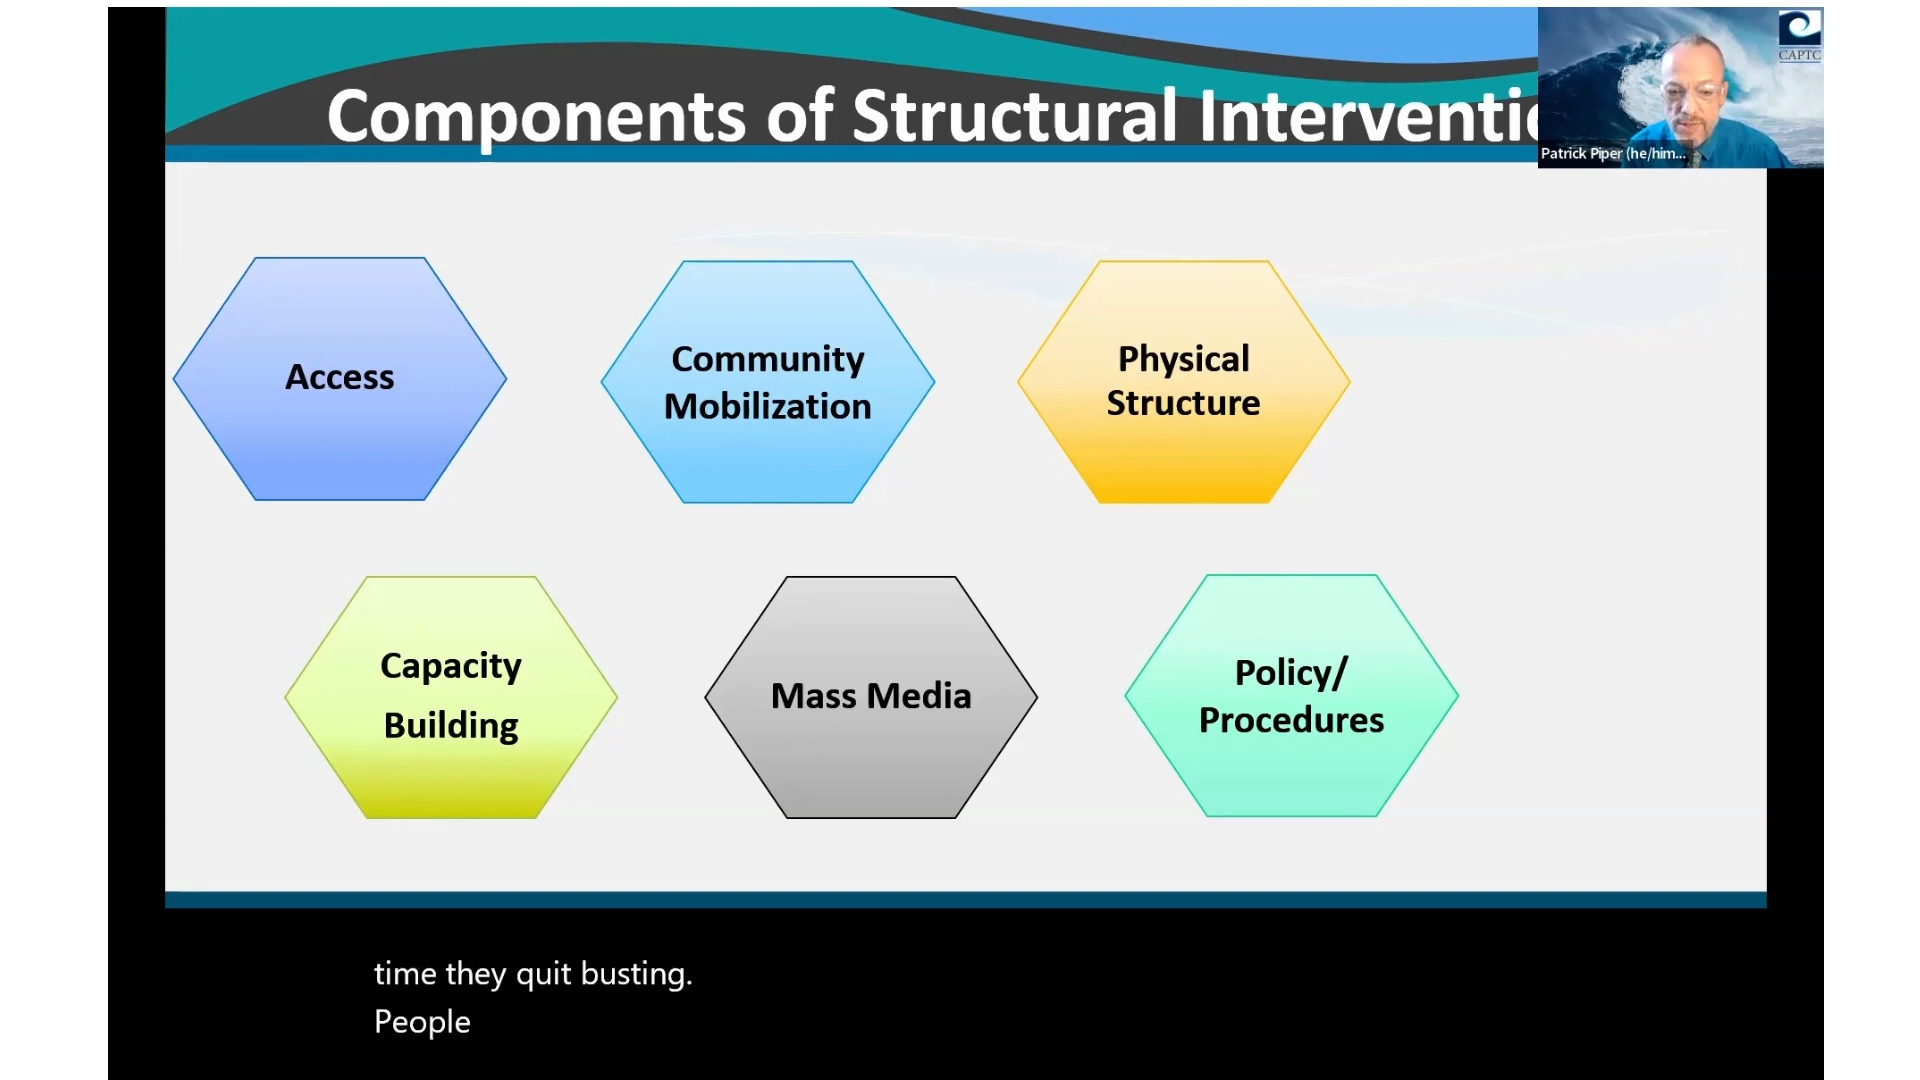 Components of Structural Interventi
CAPTC
Patrick Piper (he/him...
Access
Community
Mobilization
Physical
Structure
Capacity
Building
Mass Media
Policy/
Procedures
time they quit busting.
People